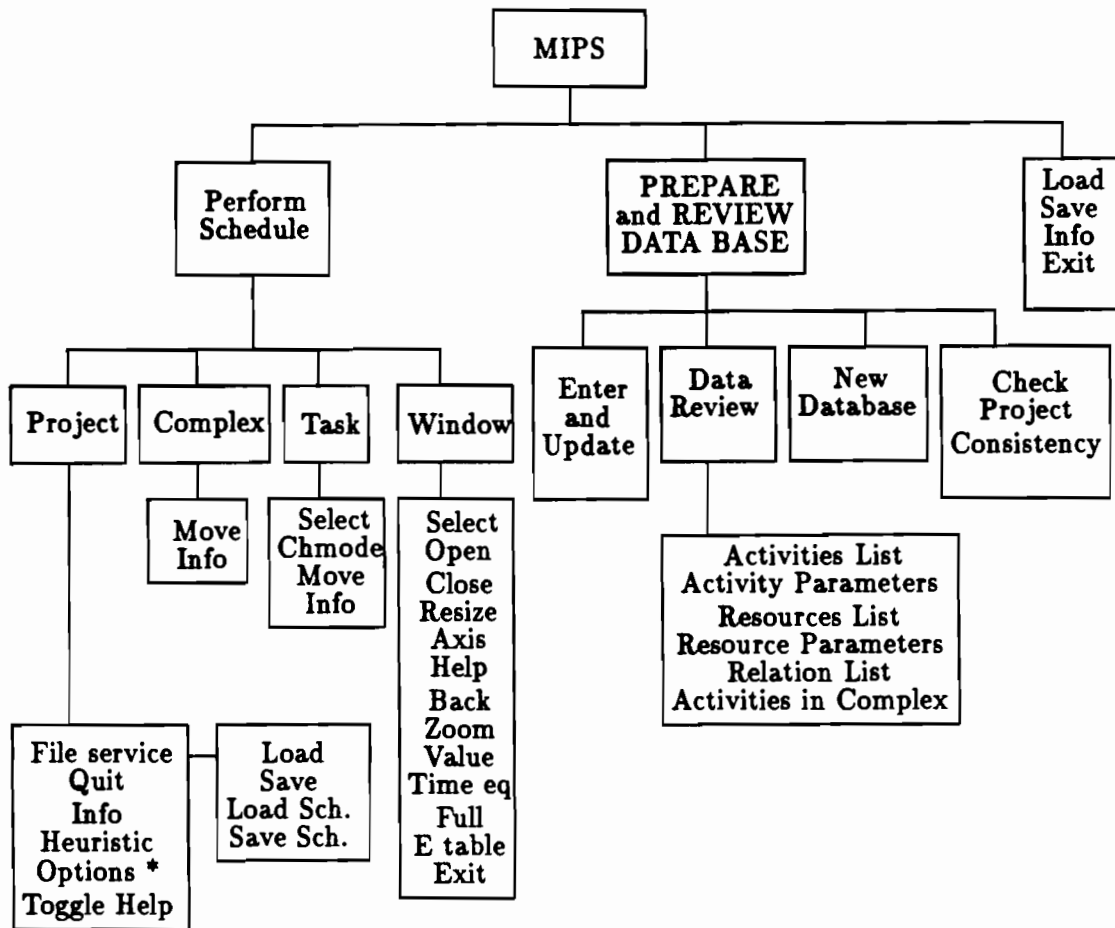 MIPS
Perform
Schedule
PREPARE
and REVIEW
DATA BASE
Load
Save
Info
Exit
Project
Complex
Task
Window
Enter
and
Update
Data
Review
New
Database
Check
Project
Consistency
Move
Info
Select
Chmode
Move
Info
Select
Open
Close
Resize
Axis
Help
Back
Zoom
Value
Time eq
Full
E table
Exit
Activities List
Activity Parameters
Resources List
Resource Parameters
Relation List
Activities in Complex
File service
Quit
Info
Heuristic
Options *
Toggle Help
Load
Save
Load Sch.
Save Sch.